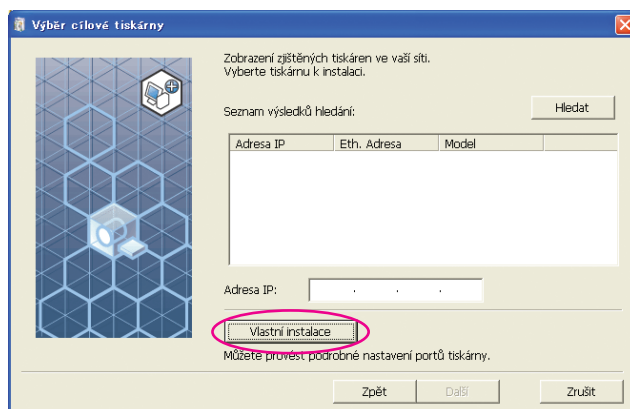 Výběr cílové tiskárny
Zobrazení zjištěných tiskáren ve vaší síti.
Vyberte tiskárnu k instalaci.
Seznam výsledků hledání:
Hledat
Adresa IP Eth. Adresa Model
Adresa IP: . . .
Vlastní instalace
Můžete provést podrobné nastavení portů tiskárny.
Zpět Další Zrušit